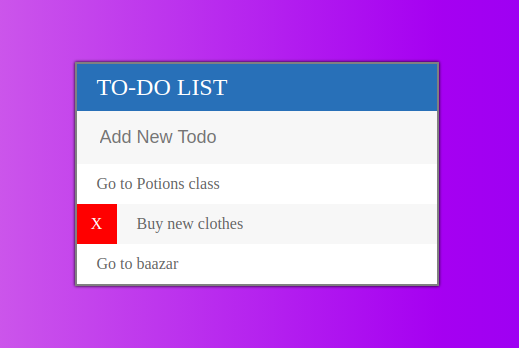 TO-DO LIST
Add New Todo
Go to Potions class
X Buy new clothes
Go to baazar